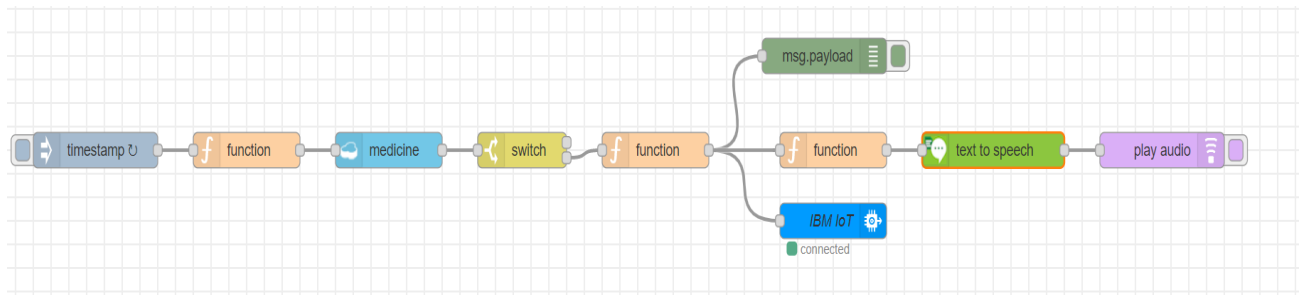 msg.payload
timestamp ↻
function
medicine
switch
function
function
text to speech
play audio
IBM IoT
connected